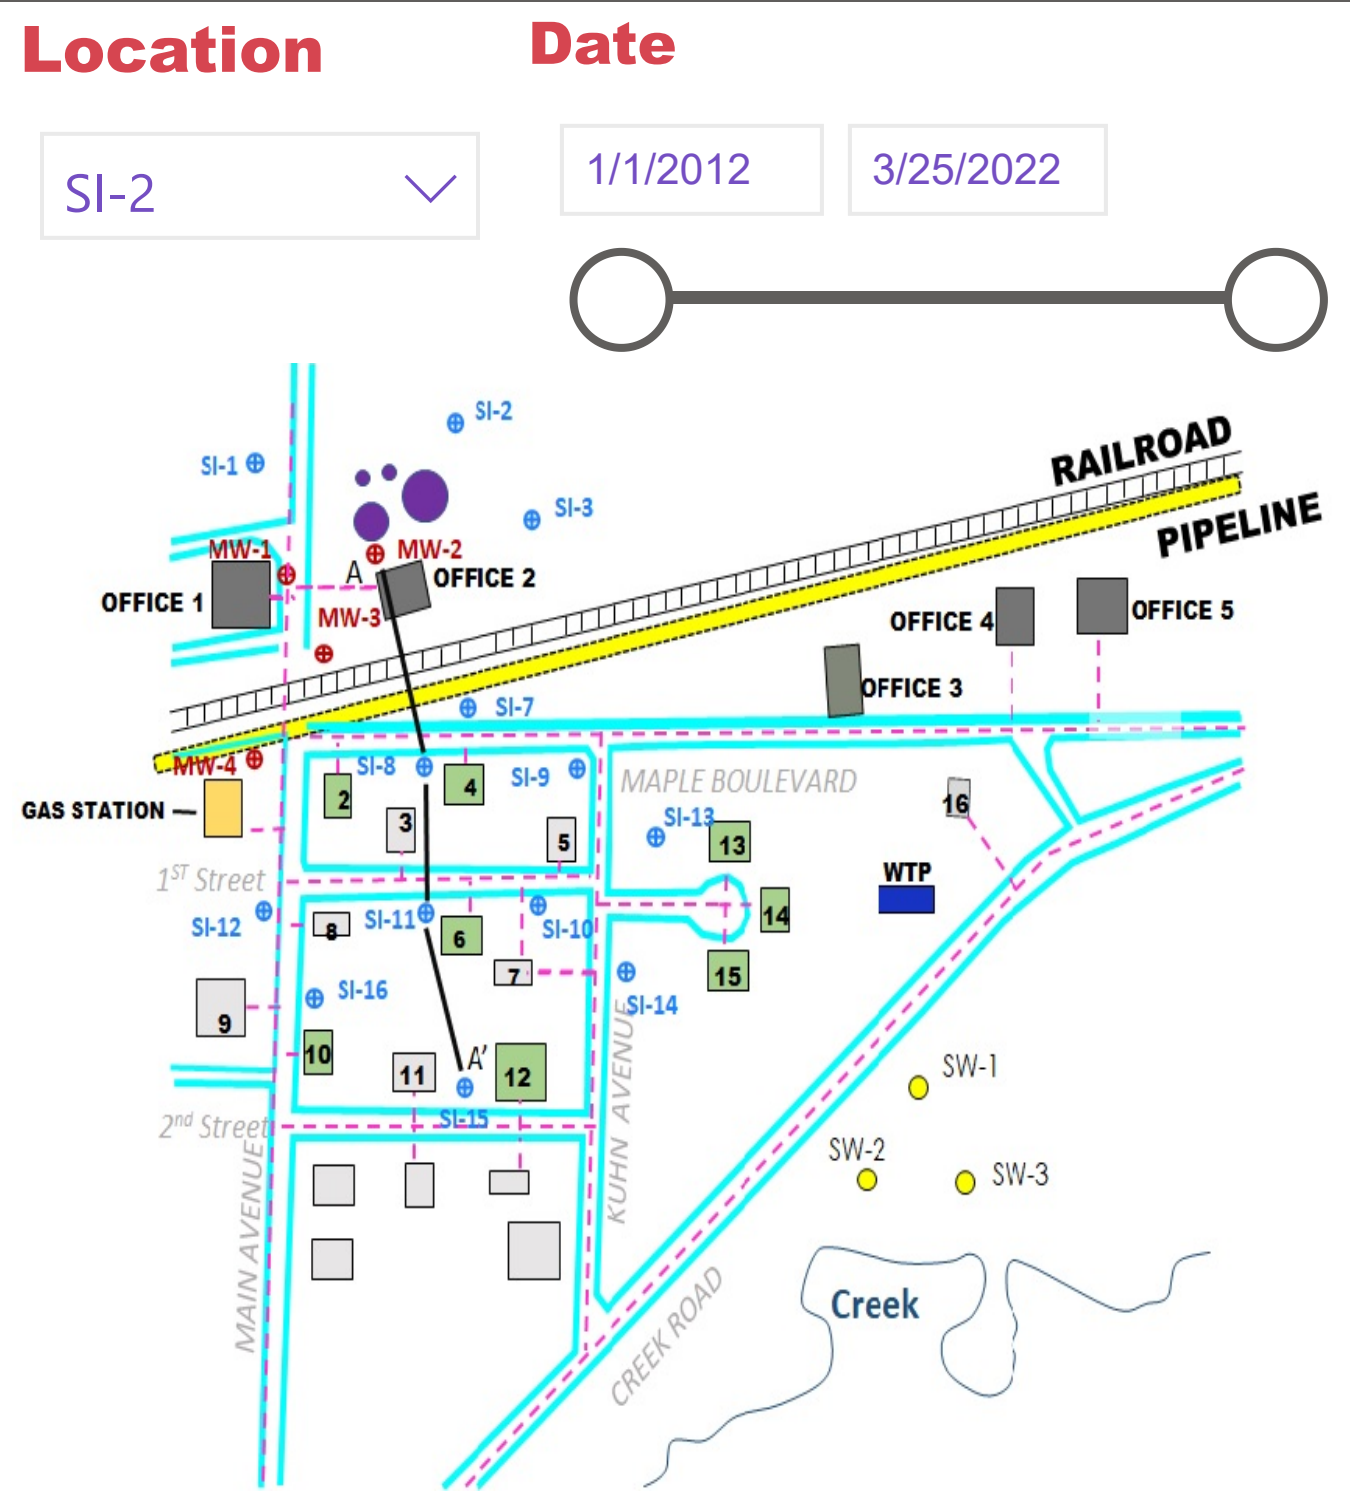 Location
Date
SI-2
1/1/2012
3/25/2022
SI-2
SI-1
RAILROAD
SI-3
PIPELINE
MW-1
MW-2
A
OFFICE 2
OFFICE 1
MW-3
OFFICE 4
OFFICE 5
OFFICE 3
SI-7
MW-4
SI-8
SI-9
MAPLE BOULEVARD
GAS STATION
2
4
3
5
SI-13
13
16
WTP
1ST Street
SI-12
8
SI-11
6
SI-10
14
7
15
SI-16
SI-14
9
10
11
A'
12
SI-15
2nd Street
SW-1
SW-2
SW-3
KUHN AVENUE
MAIN AVENUE
CREEK ROAD
Creek